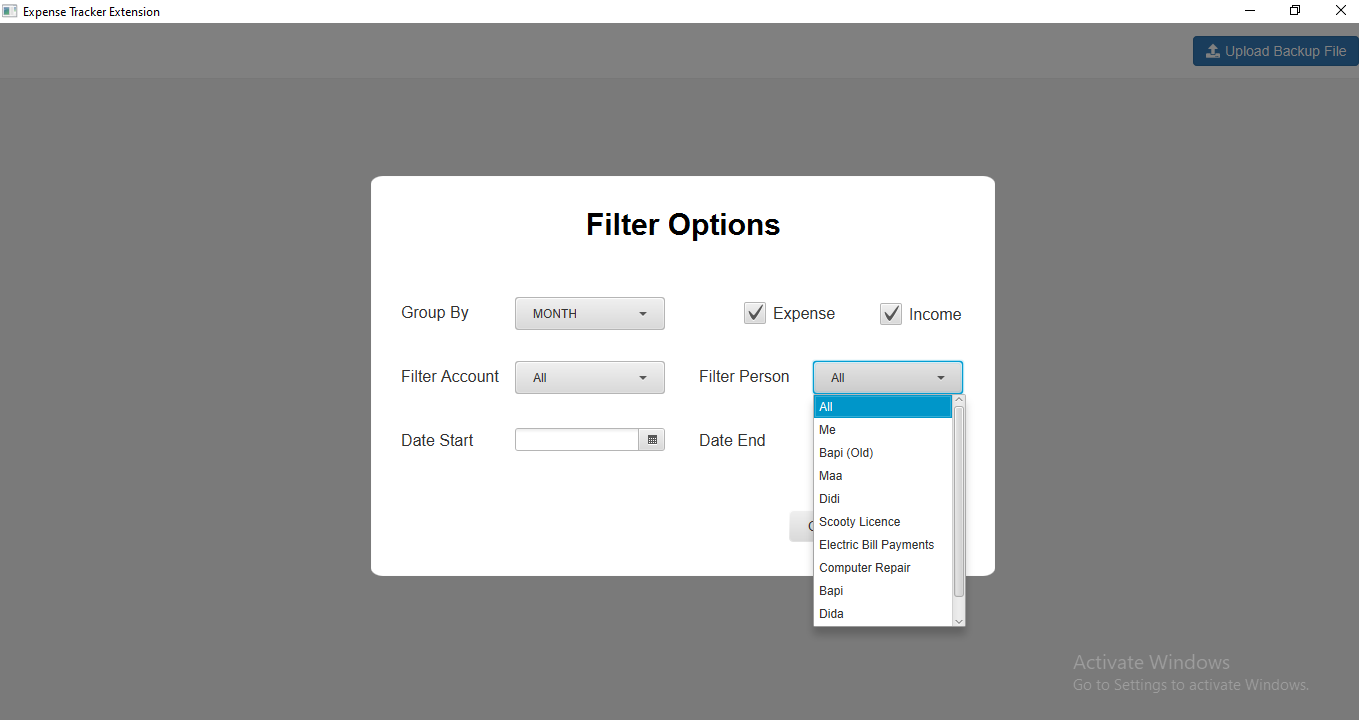 Expense Tracker Extension
Upload Backup File
Filter Options
Group By MONTH Expense Income
Filter Account All Filter Person All
Date Start Date End
All
Me
Bapi (Old)
Maa
Didi
Scooty Licence
Electric Bill Payments
Computer Repair
Bapi
Dida
Activate Windows
Go to Settings to activate Windows.